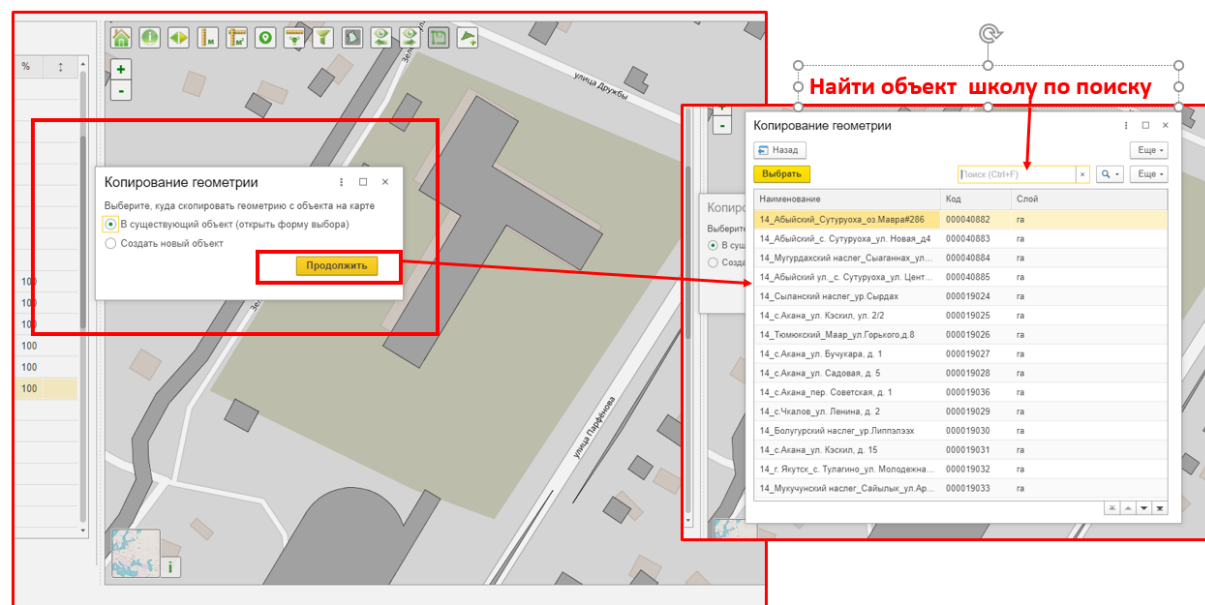 %
улица Дружбы
Копирование геометрии
Выберите, куда скопировать геометрию с объекта на карте
В существующий объект (открыть форму выбора)
Создать новый объект
Продолжить
100
100
100
100
100
100
улица Парфёнова
Найти объект школу по поиску
Копирование геометрии
Назад
Еще
Выбрать
Поиск (Ctrl+F)
Еще
Наименование Код Слой
14_Абыйский_Сутуруоха_оз.Мавра#286 000040882 га
14_Абыйский_с. Сутуруоха_ул. Новая_д4 000040883 га
14_Мугурдахский наслег_Сыаганнах_ул... 000040884 га
14_Абыйский ул._с. Сутуруоха_ул. Цент... 000040885 га
14_Сыланский наслег_ур.Сырдах 000019024 га
14_с.Акана_ул. Кэскил, ул. 2/2 000019025 га
14_Тюмюкский_Маар_ул.Горького,д.8 000019026 га
14_с.Акана_ул. Бучукара, д. 1 000019027 га
14_с.Акана_ул. Садовая, д. 5 000019028 га
14_с.Акана_пер. Советская, д. 1 000019036 га
14_с.Чкалов_ул. Ленина, д. 2 000019029 га
14_Болугурский наслег_ур.Липпэлээх 000019030 га
14_с.Акана_ул. Кэскил, д. 15 000019031 га
14_г. Якутск_с. Тулагино_ул. Молодежна... 000019032 га
14_Мукучунский наслег_Сайылык_ул.Ар... 000019033 га